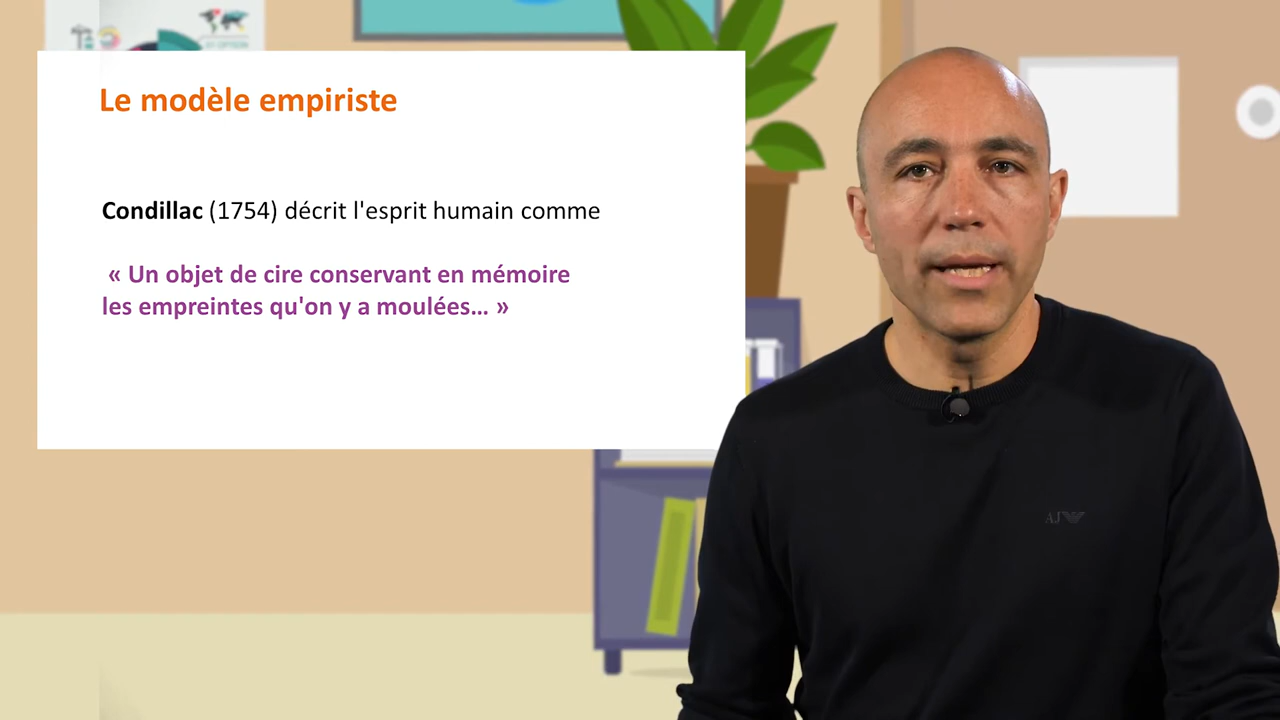 Le modèle empiriste
Condillac (1754) décrit l'esprit humain comme
« Un objet de cire conservant en mémoire
les empreintes qu'on y a moulées… »
AJ